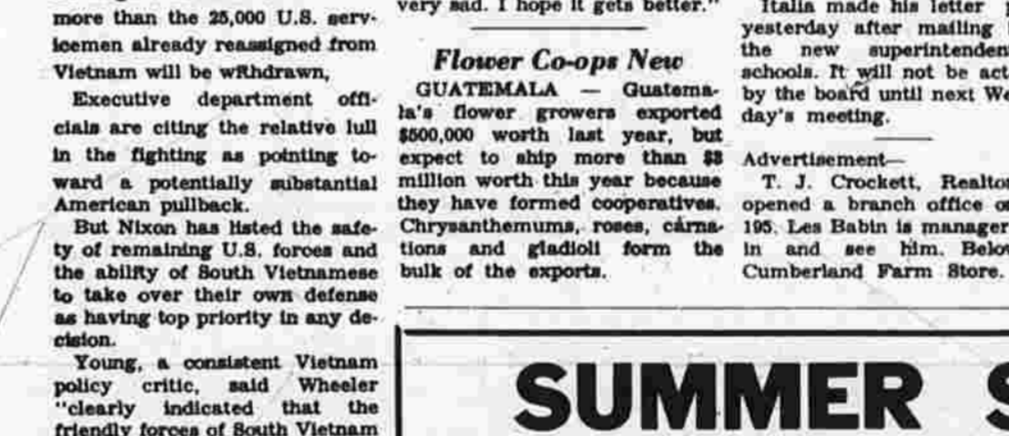 more than the 25,000 U.S. serv-
icemen already reassigned from
Vietnam will be withdrawn,
Executive department offi-
cials are citing the relative lull
in the fighting as pointing to-
ward a potentially substantial
American pullback.
But Nixon has listed the safe-
ty of remaining U.S. forces and
the ability of South Vietnamese
to take over their own defense
as having top priority in any de-
cision.
Young, a consistent Vietnam
policy critic, said Wheeler
"clearly indicated that the
friendly forces of South Vietnam
very sad. I hope it gets better."
Flower Co-ops New
GUATEMALA — Guatema-
la's flower growers exported
$500,000 worth last year, but
expect to ship more than $3
million worth this year because
they have formed cooperatives.
Chrysanthemums, roses, carna-
tions and gladioli form the
bulk of the exports.
Italia made his letter
yesterday after mailing
the new superintenden
schools. It will not be act
by the board until next We
day's meeting.
Advertisement—
T. J. Crockett, Realto
opened a branch office o
195. Les Babin is manager
in and see him. Belo
Cumberland Farm Store.
SUMMER S